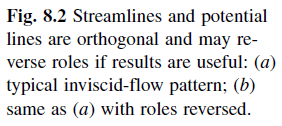 Fig. 8.2 Streamlines and potential
lines are orthogonal and may re-
verse roles if results are useful: (a)
typical inviscid-flow pattern; (b)
same as (a) with roles reversed.